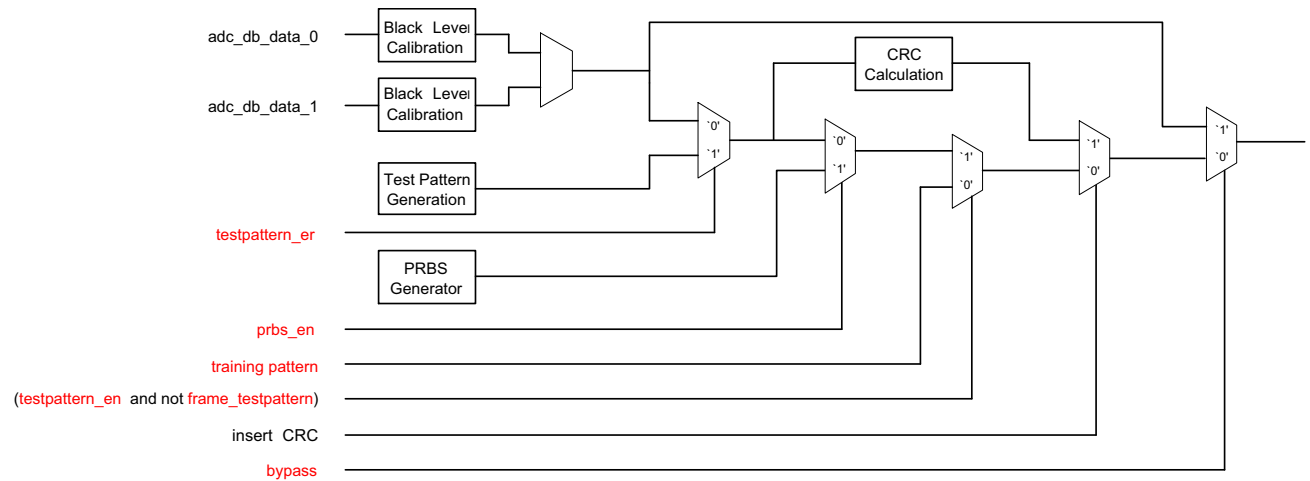 adc_db_data_0
Black Level
Calibration
adc_db_data_1
Black Level
Calibration
CRC
Calculation
`0'
`1'
`0'
`1'
`1'
`0'
`1'
`0'
`1'
`0'
Test Pattern
Generation
testpattern_er
PRBS
Generator
prbs_en
training pattern
(testpattern_en and not frame_testpattern)
insert CRC
bypass